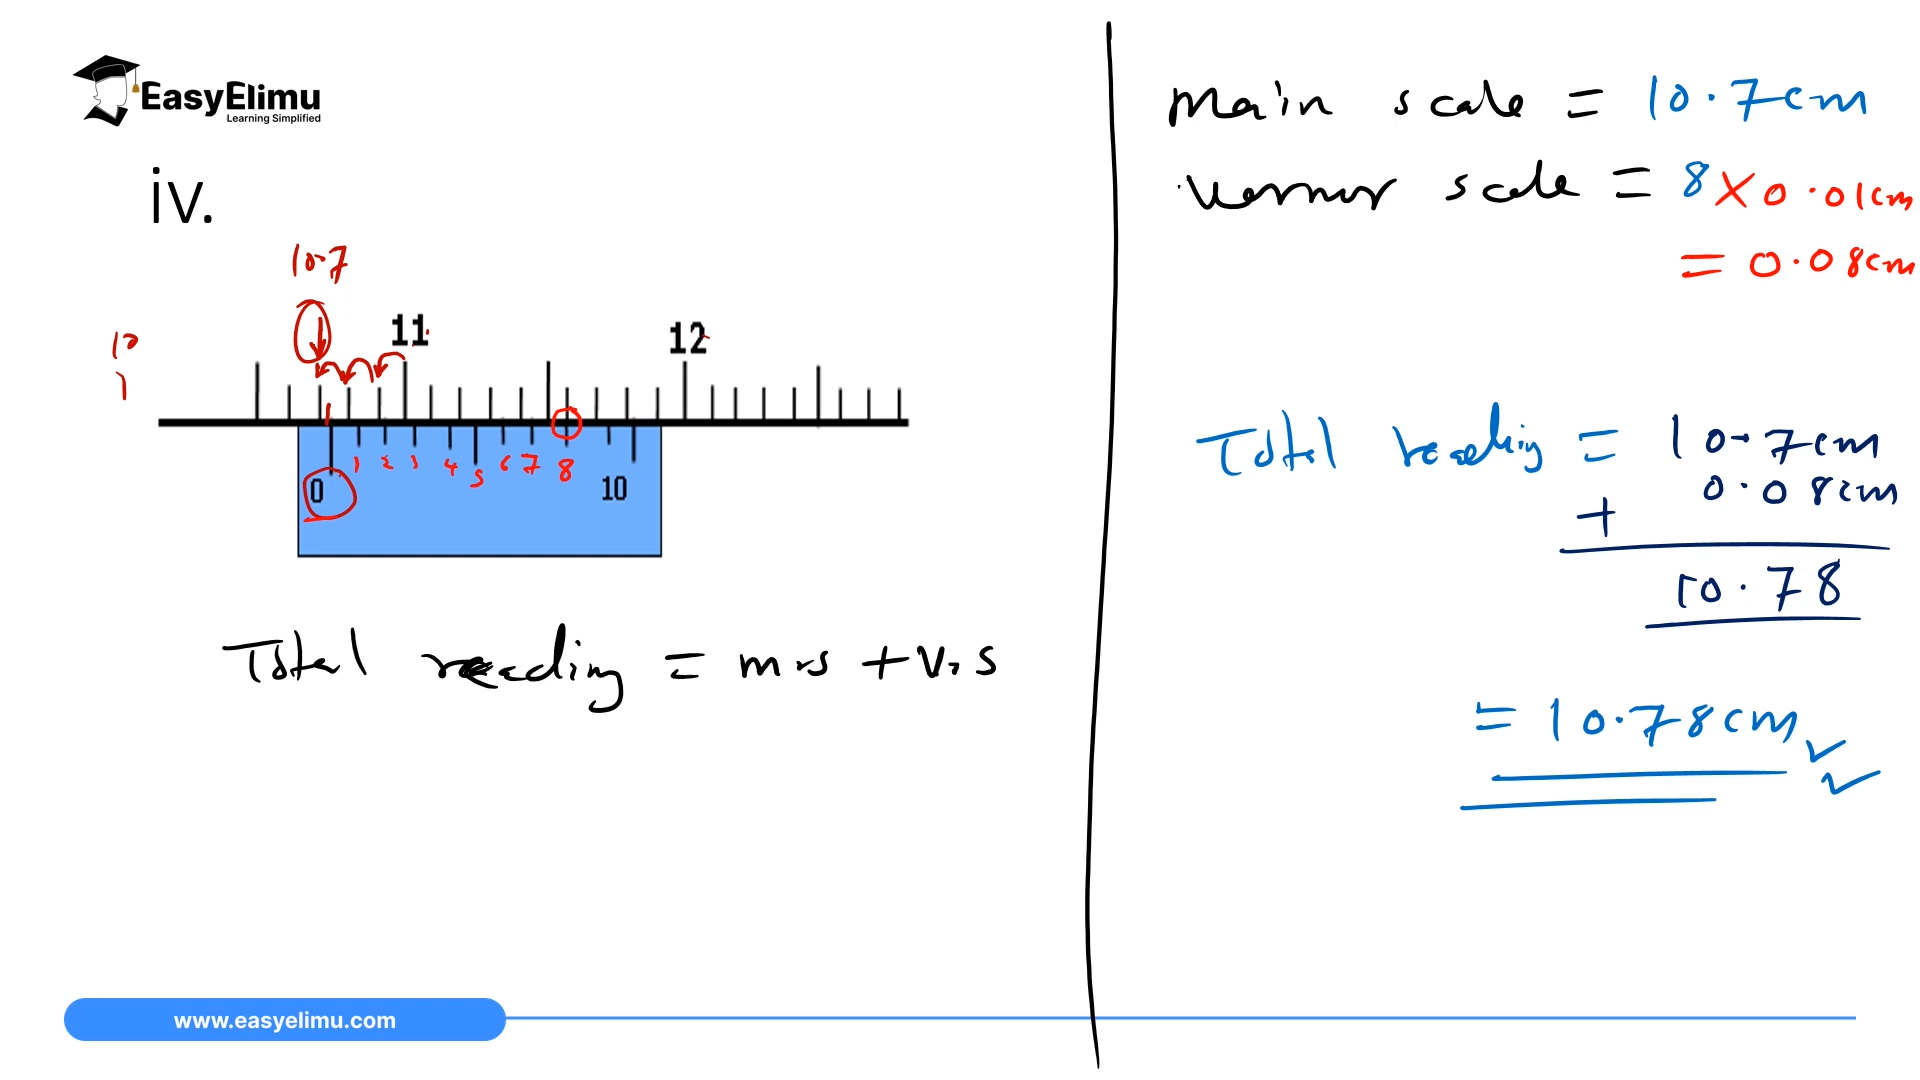 EasyElimu
Learning Simplified
iv.
10.7
11
12
10
1
1 2 3 4 5 6 7 8
0
10
Total reading = m.s + v.s
www.easyelimu.com
main scale = 10.7cm
Vernier scale = 8 X 0.01cm
= 0.08cm
Total reading = 10.7cm
0.08cm
+
10.78
= 10.78cm